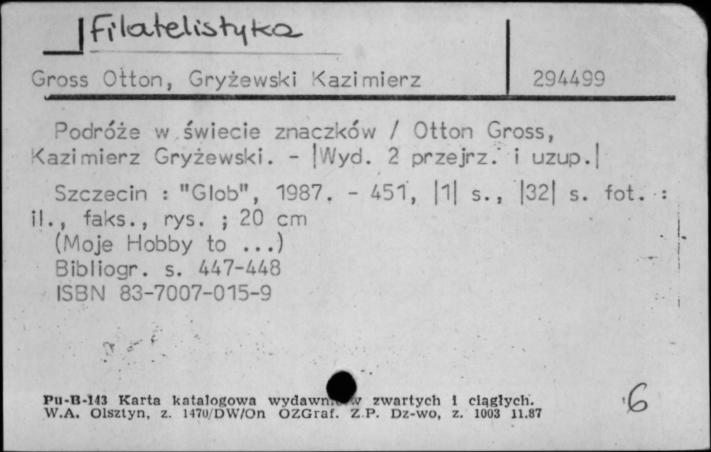 Filatelistyka
Gross Otton, Gryżewski Kazimierz 294499
Podróże w świecie znaczków / Otton Gross,
Kazimierz Gryżewski. - |Wyd. 2 przejrz. i uzup.|
Szczecin : "Glob", 1987. - 451, |1| s., |32| s. fot. :
il., faks., rys. ; 20 cm
(Moje Hobby to ...)
Bibliogr. s. 447-448
ISBN 83-7007-015-9
Pu-B-143 Karta katalogowa wydawnictw zwartych i ciągłych.
W.A. Olsztyn, z. 1470/DW/On OZGraf. Z.P. Dz-wo, z. 1003 11.87
6